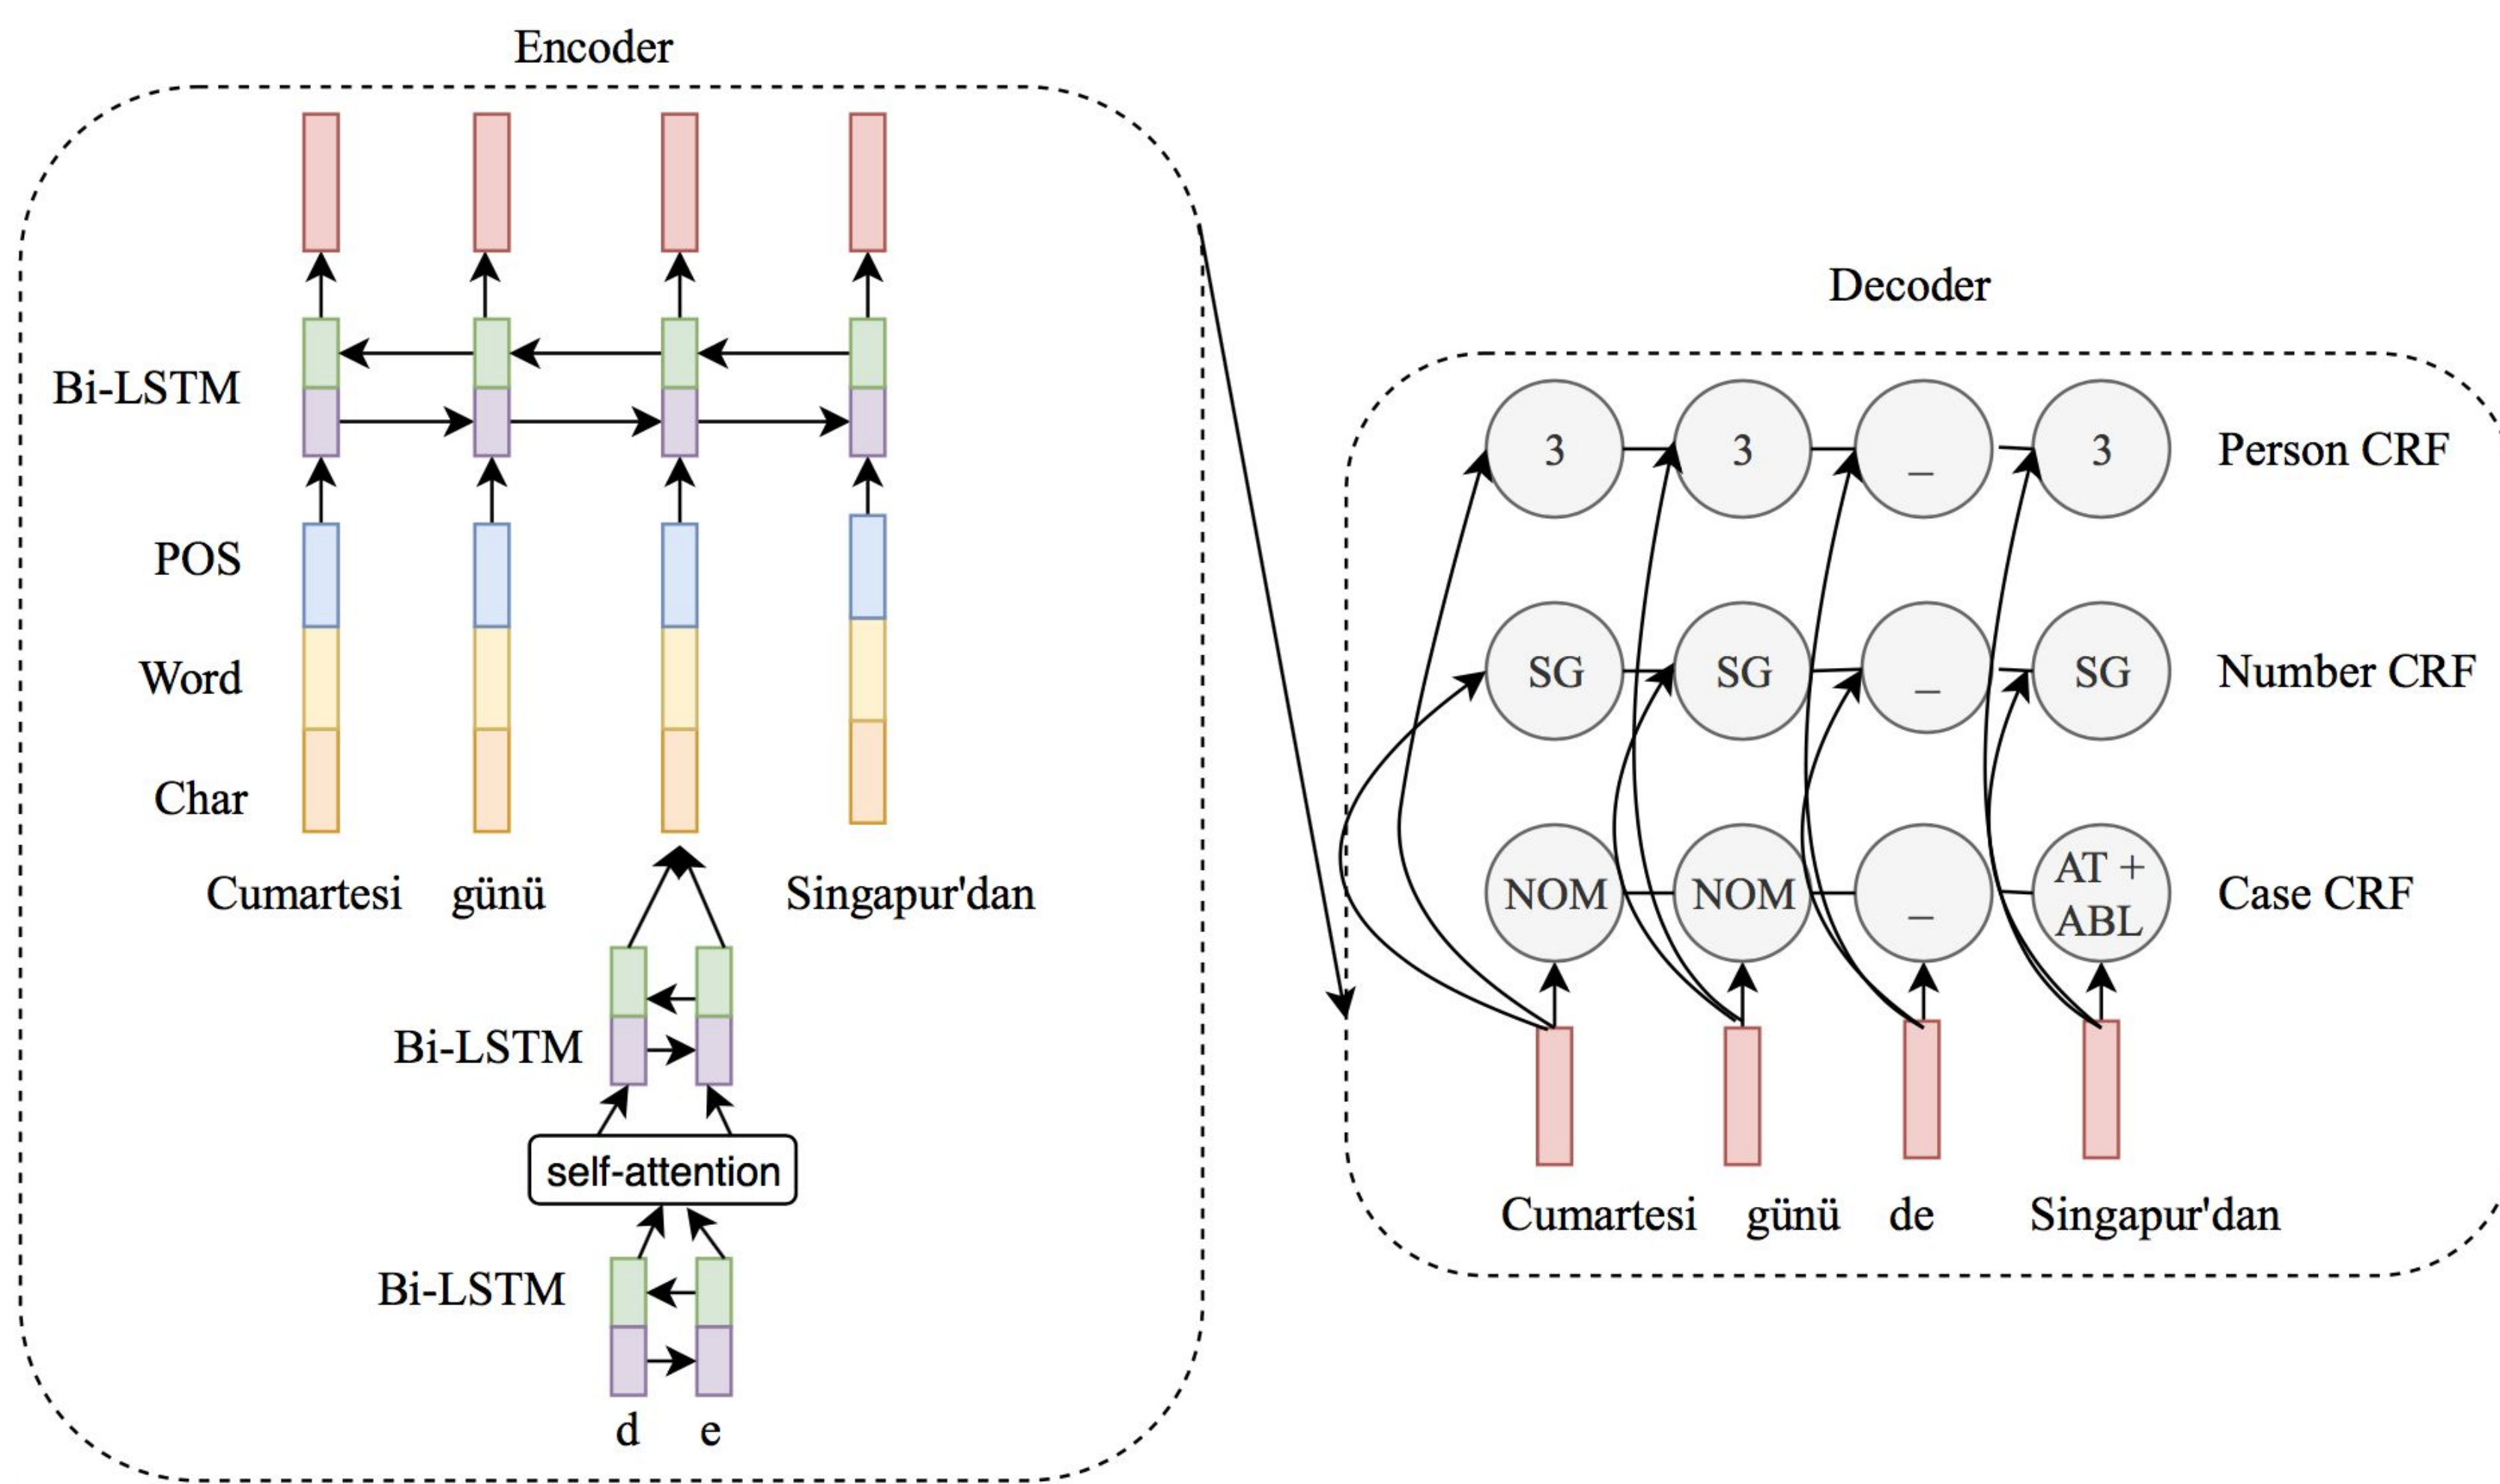 Encoder
Bi-LSTM
POS
Word
Char
Cumartesi günü Singapur'dan
Bi-LSTM
self-attention
Bi-LSTM
d e
Decoder
3 3 _ 3 Person CRF
SG SG _ SG Number CRF
NOM NOM _ AT + ABL Case CRF
Cumartesi günü de Singapur'dan